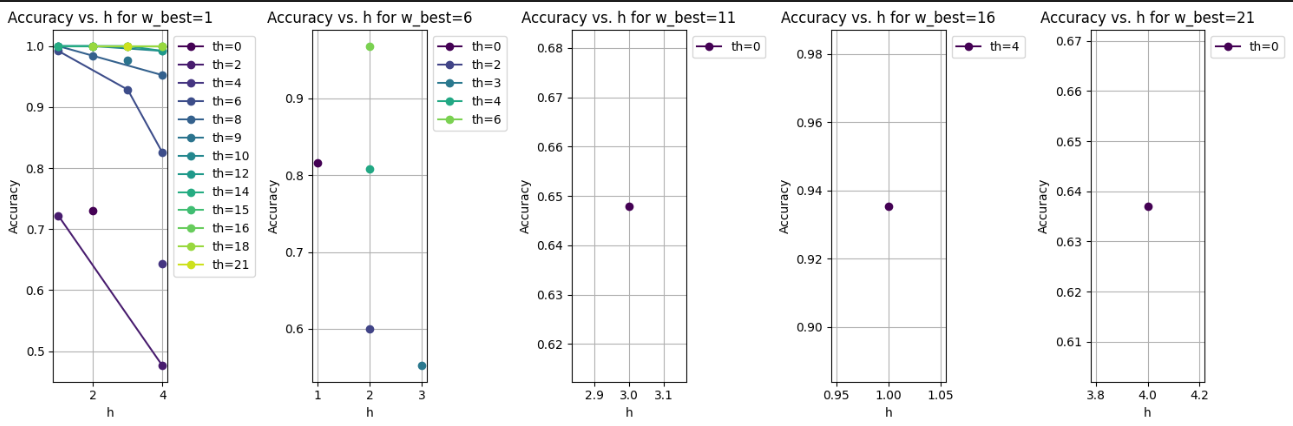 Accuracy vs. h for w_best=1
1.0
0.9
0.8
0.7
0.6
0.5
Accuracy
2
4
h
th=0
th=2
th=4
th=6
th=8
th=9
th=10
th=12
th=14
th=15
th=16
th=18
th=21
Accuracy vs. h for w_best=6
0.9
0.8
0.7
0.6
Accuracy
1
2
3
h
th=0
th=2
th=3
th=4
th=6
Accuracy vs. h for w_best=11
0.68
0.67
0.66
0.65
0.64
0.63
0.62
Accuracy
2.9
3.0
3.1
h
th=0
Accuracy vs. h for w_best=16
0.98
0.96
0.94
0.92
0.90
Accuracy
0.95
1.00
1.05
h
th=4
Accuracy vs. h for w_best=21
0.67
0.66
0.65
0.64
0.63
0.62
0.61
Accuracy
3.8
4.0
4.2
h
th=0